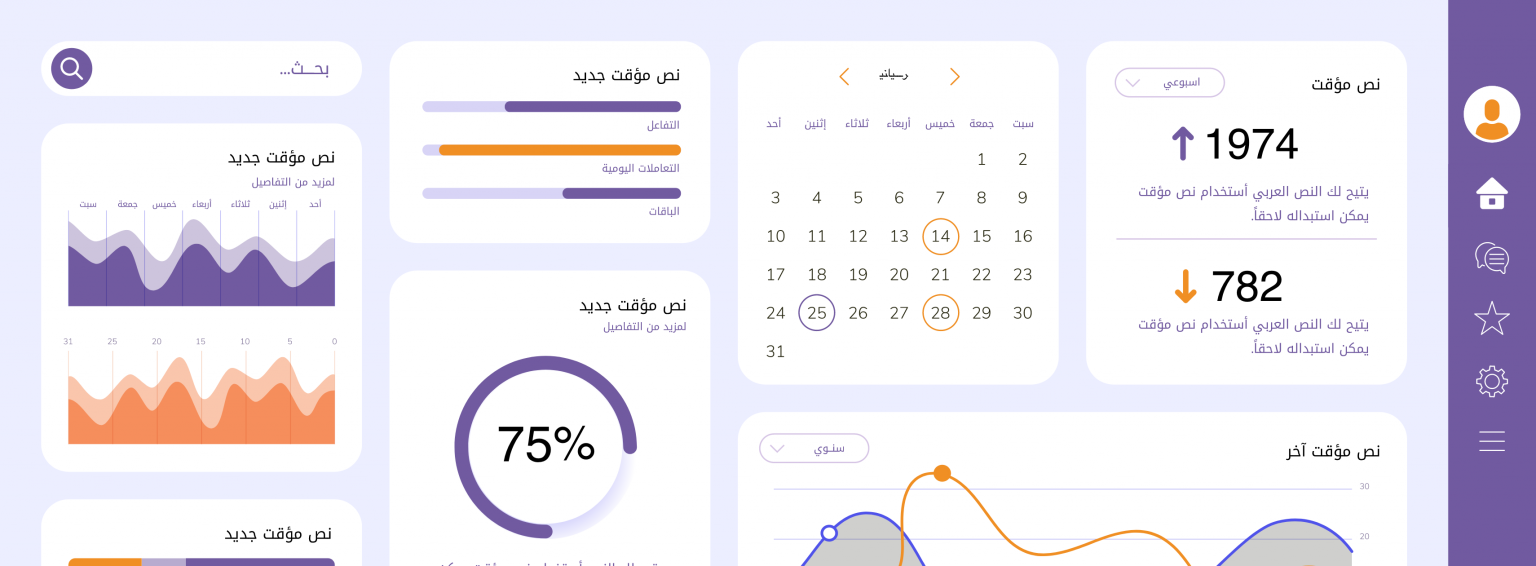 نص مؤقت
اسبوعي
1974
يتيح لك النص العربي أستخدام نص مؤقت
يمكن استبداله لاحقاً.
782
يتيح لك النص العربي أستخدام نص مؤقت
يمكن استبداله لاحقاً.
أحد إثنين ثلاثاء أربعاء خميس جمعة سبت
1 2
3 4 5 6 7 8 9
10 11 12 13 14 15 16
17 18 19 20 21 22 23
24 25 26 27 28 29 30
31
نص مؤقت آخر
سنـوي
30
20
نص مؤقت جديد
التفاعل
التعاملات اليومية
الباقات
نص مؤقت جديد
لمزيد من التفاصيل
75%
بحـــث...
نص مؤقت جديد
لمزيد من التفاصيل
أحد إثنين ثلاثاء أربعاء خميس جمعة سبت
31 25 20 15 10 5 0
نص مؤقت جديد